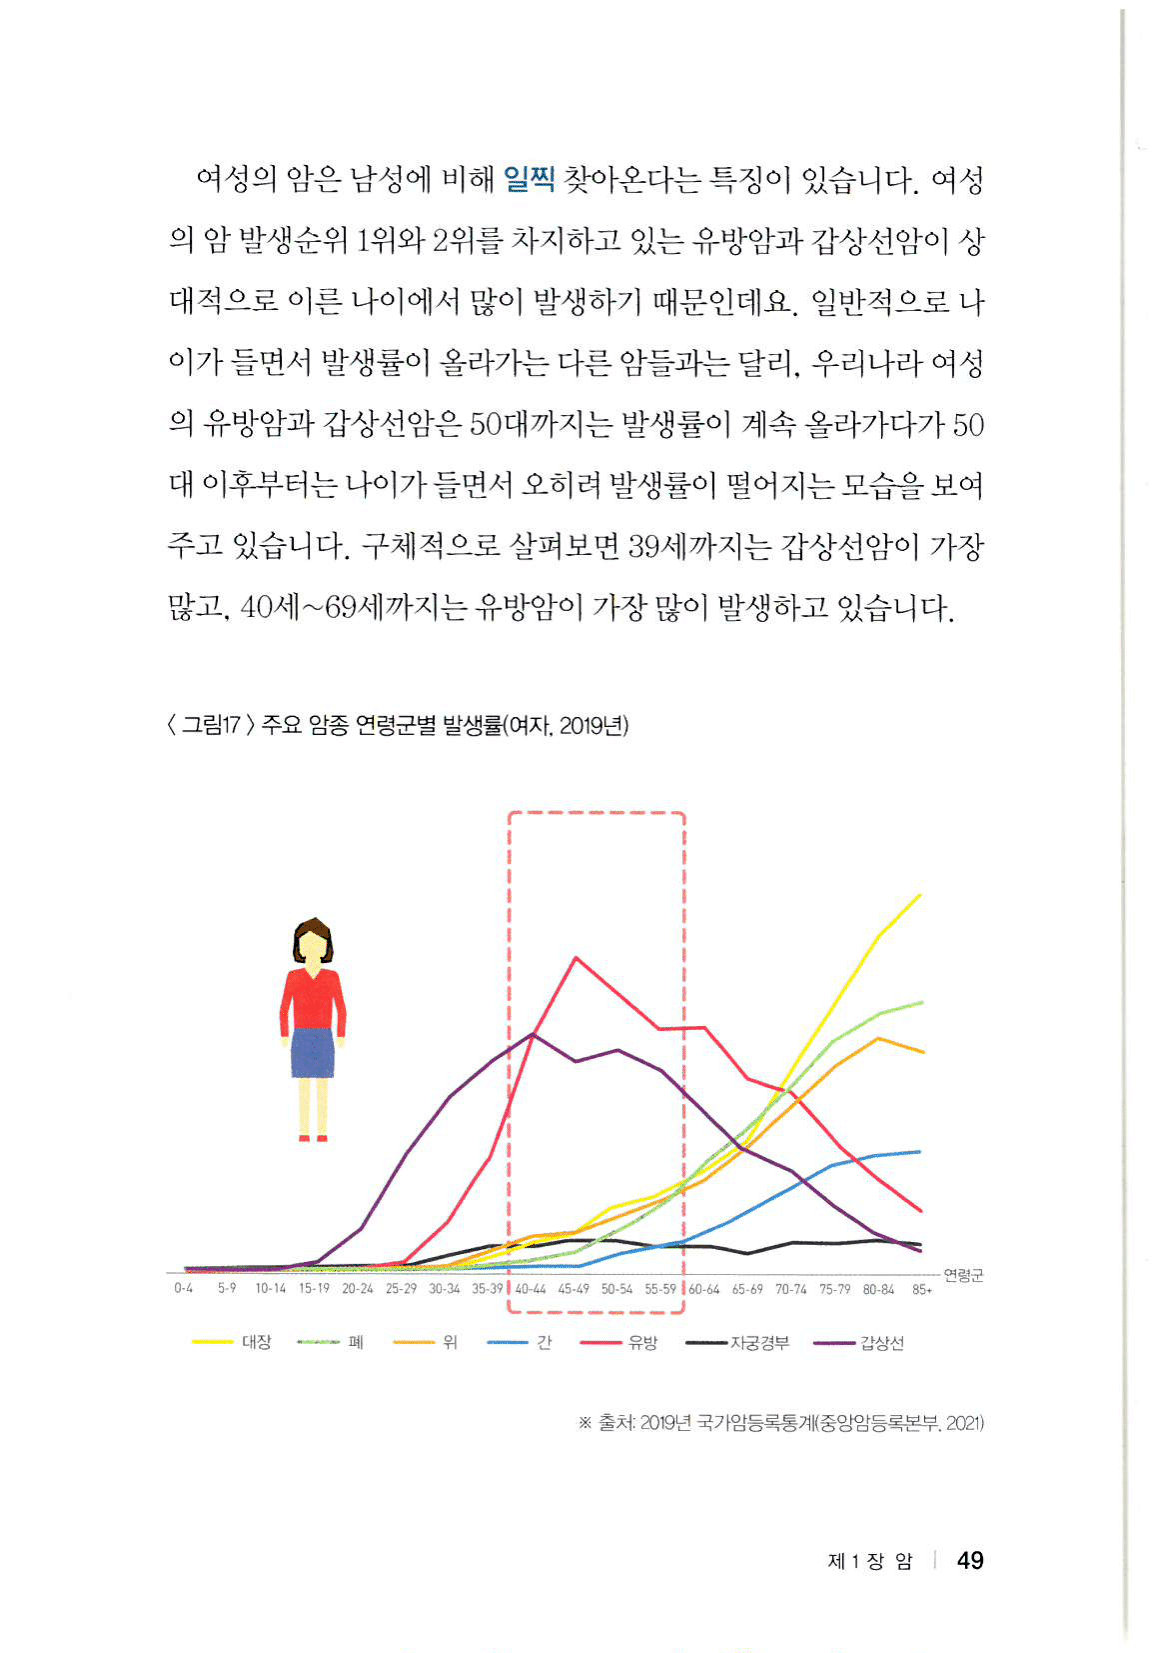 여성의 암은 남성에 비해 일찍 찾아온다는 특징이 있습니다. 여성
의 암 발생순위 1위와 2위를 차지하고 있는 유방암과 갑상선암이 상
대적으로 이른 나이에서 많이 발생하기 때문인데요. 일반적으로 나
이가 들면서 발생률이 올라가는 다른 암들과는 달리, 우리나라 여성
의 유방암과 갑상선암은 50대까지는 발생률이 계속 올라가다가 50
대 이후부터는 나이가 들면서 오히려 발생률이 떨어지는 모습을 보여
주고 있습니다. 구체적으로 살펴보면 39세까지는 갑상선암이 가장
많고, 40세~69세까지는 유방암이 가장 많이 발생하고 있습니다.
〈그림17〉 주요 암종 연령군별 발생률(여자, 2019년)
0-4 5-9 10-14 15-19 20-24 25-29 30-34 35-39 40-44 45-49 50-54 55-59 60-64 65-69 70-74 75-79 80-84 85+ 연령군
대장 폐 위 간 유방 자궁경부 갑상선
※ 출처: 2019년 국가암등록통계(중앙암등록본부, 2021)
제1장 암 | 49